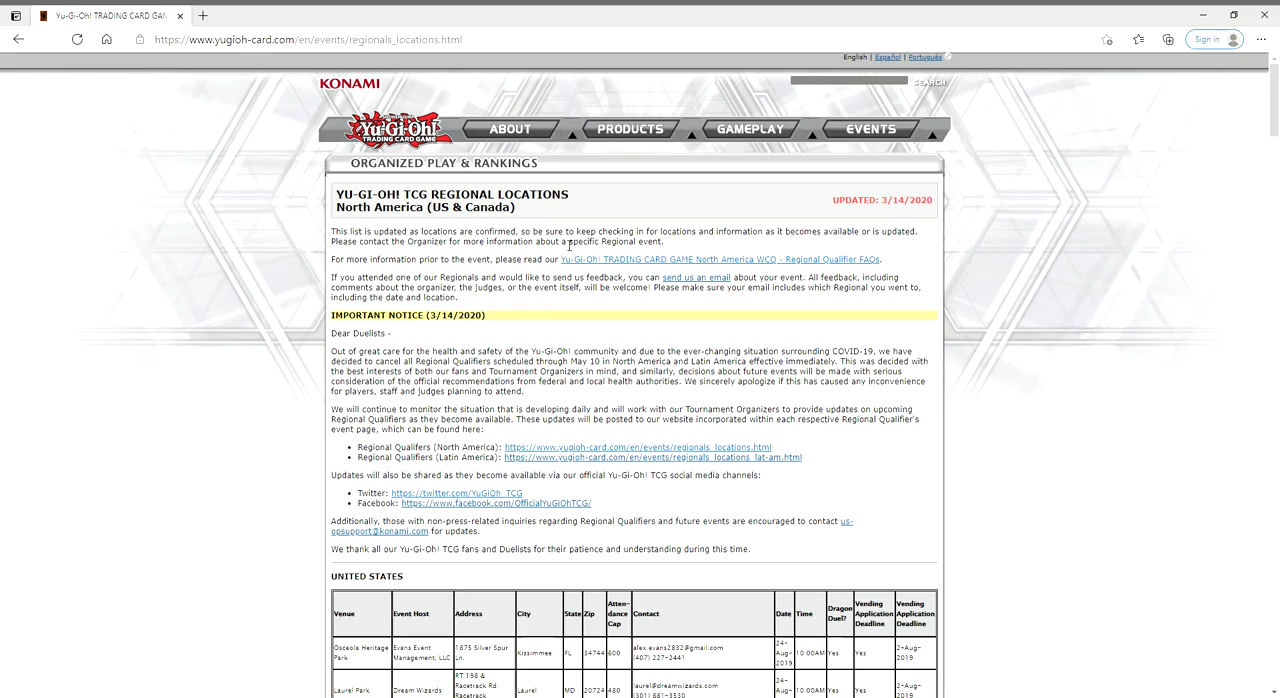 Yu-Gi-Oh! TRADING CARD GAM
https://www.yugioh-card.com/en/events/regionals_locations.html
Sign in
English | Español | Português
KONAMI
SEARCH
Yu-Gi-Oh!
TRADING CARD GAME
ABOUT
PRODUCTS
GAMEPLAY
EVENTS
ORGANIZED PLAY & RANKINGS
YU-GI-OH! TCG REGIONAL LOCATIONS
North America (US & Canada)
UPDATED: 3/14/2020
This list is updated as locations are confirmed, so be sure to keep checking in for locations and information as it becomes available or is updated.
Please contact the Organizer for more information about a specific Regional event.
For more information prior to the event, please read our Yu-Gi-Oh! TRADING CARD GAME North America WCQ - Regional Qualifier FAQs.
If you attended one of our Regionals and would like to send us feedback, you can send us an email about your event. All feedback, including
comments about the organizer, the judges, or the event itself, will be welcome! Please make sure your email includes which Regional you went to,
including the date and location.
IMPORTANT NOTICE (3/14/2020)
Dear Duelists -
Out of great care for the health and safety of the Yu-Gi-Oh! community and due to the ever-changing situation surrounding COVID-19, we have
decided to cancel all Regional Qualifiers scheduled through May 10 in North America and Latin America effective immediately. This was decided with
the best interests of both our fans and Tournament Organizers in mind, and similarly, decisions about future events will be made with serious
consideration of the official recommendations from federal and local health authorities. We sincerely apologize if this has caused any inconvenience
for players, staff and judges planning to attend.
We will continue to monitor the situation that is developing daily and will work with our Tournament Organizers to provide updates on upcoming
Regional Qualifiers as they become available. These updates will be posted to our website incorporated within each respective Regional Qualifier's
event page, which can be found here:
• Regional Qualifers (North America): https://www.yugioh-card.com/en/events/regionals_locations.html
• Regional Qualifiers (Latin America): https://www.yugioh-card.com/en/events/regionals_locations_lat-am.html
Updates will also be shared as they become available via our official Yu-Gi-Oh! TCG social media channels:
• Twitter: https://twitter.com/YuGiOh_TCG
• Facebook: https://www.facebook.com/OfficialYuGiOhTCG/
Additionally, those with non-press-related inquiries regarding Regional Qualifiers and future events are encouraged to contact us-
opsupport@konami.com for updates.
We thank all our Yu-Gi-Oh! TCG fans and Duelists for their patience and understanding during this time.
UNITED STATES
Venue Event Host Address City State Zip Atten-dance Cap Contact Date Time Dragon Duel? Vending Application Deadline Vending Application Deadline
Osceola Heritage Park Evans Event Management, LLC 1875 Silver Spur Ln. Kissimmee FL 34744 600 alex.evans2832@gmail.com (407) 227-2441 24-Aug-2019 10:00AM Yes Yes 2-Aug-2019
Laurel Park Dream Wizards RT 198 & Racetrack Rd. Racetrack Laurel MD 20724 480 laurel@dreamwizards.com (301) 881-3530 24-Aug- 10:00AM Yes Yes 2-Aug-2019